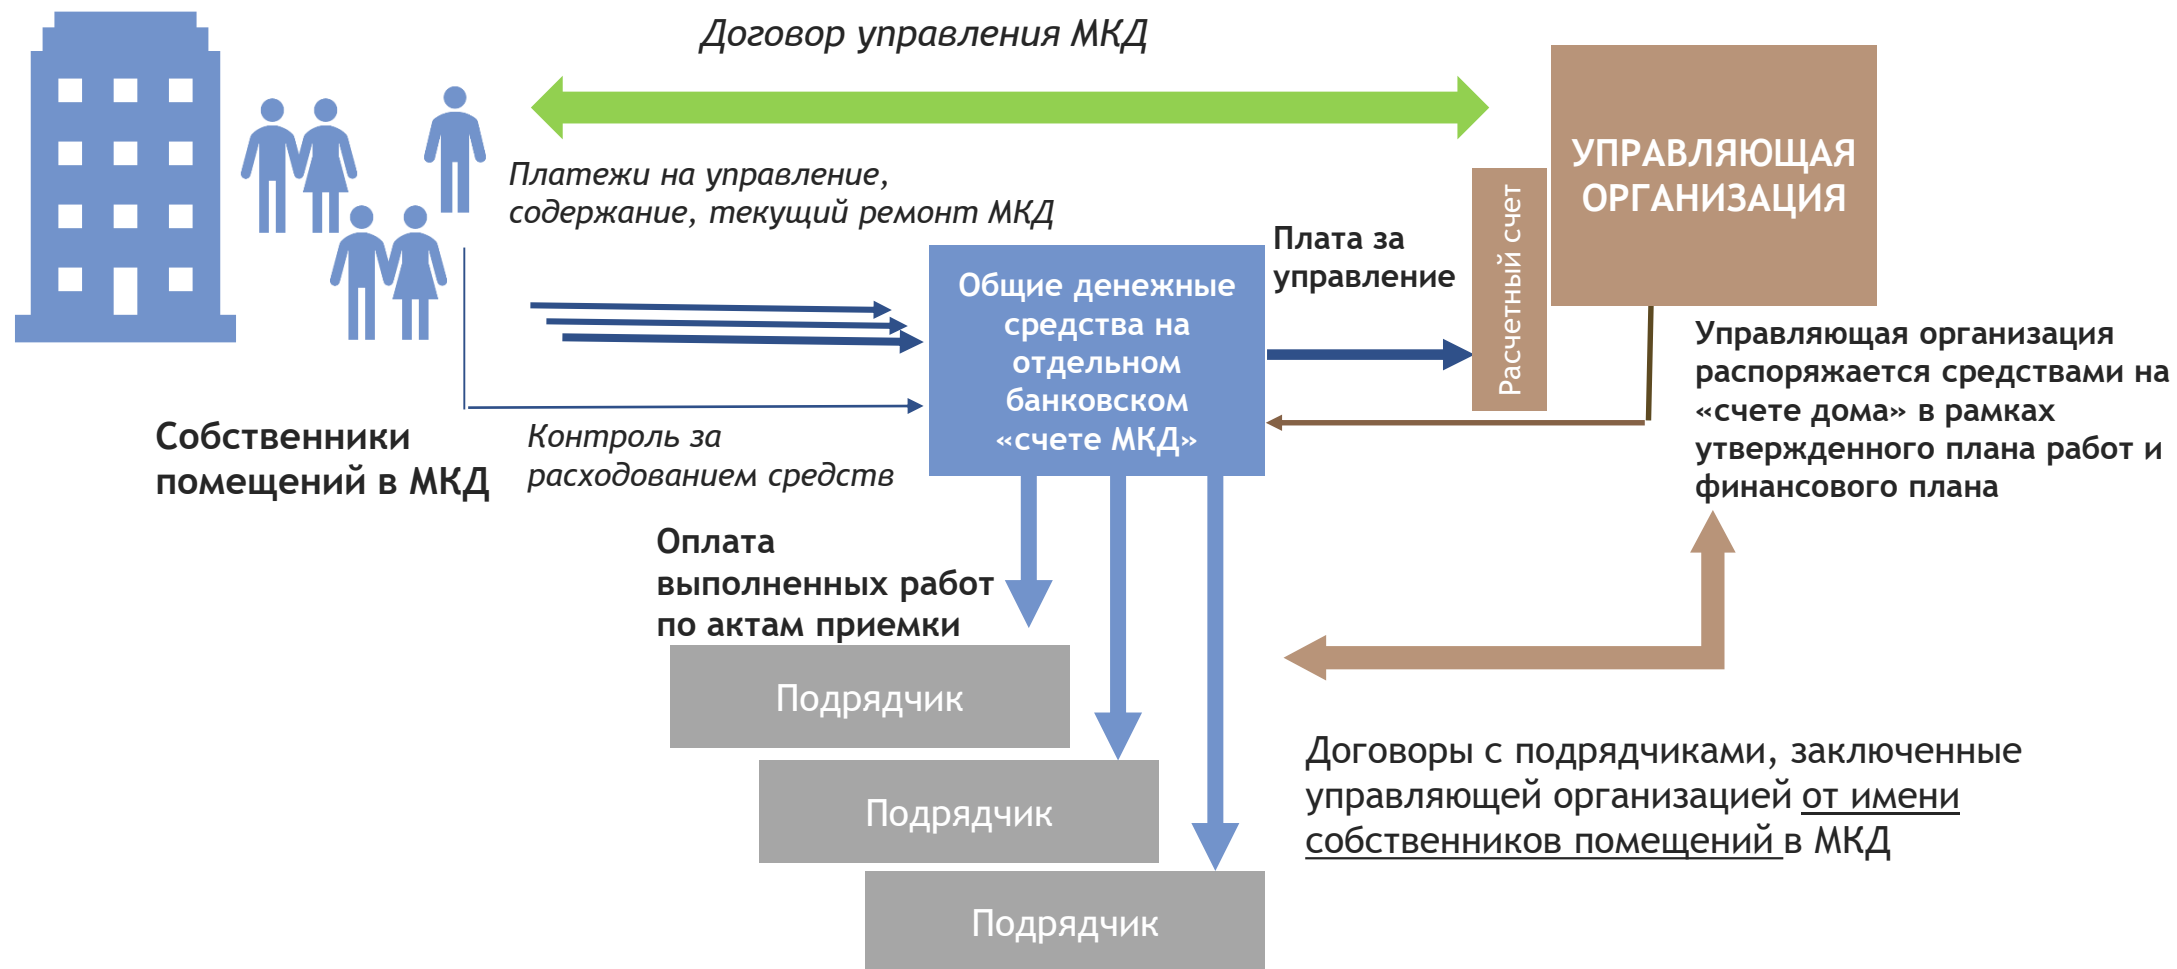 Договор управления МКД
УПРАВЛЯЮЩАЯ
ОРГАНИЗАЦИЯ
Платежи на управление,
содержание, текущий ремонт МКД
Расчетный счет
Плата за
управление
Общие денежные
средства на
отдельном
банковском
«счете МКД»
Управляющая организация
распоряжается средствами на
«счете дома» в рамках
утвержденного плана работ и
финансового плана
Собственники
помещений в МКД
Контроль за
расходованием средств
Оплата
выполненных работ
по актам приемки
Подрядчик
Подрядчик
Подрядчик
Договоры с подрядчиками, заключенные
управляющей организацией от имени
собственников помещений в МКД